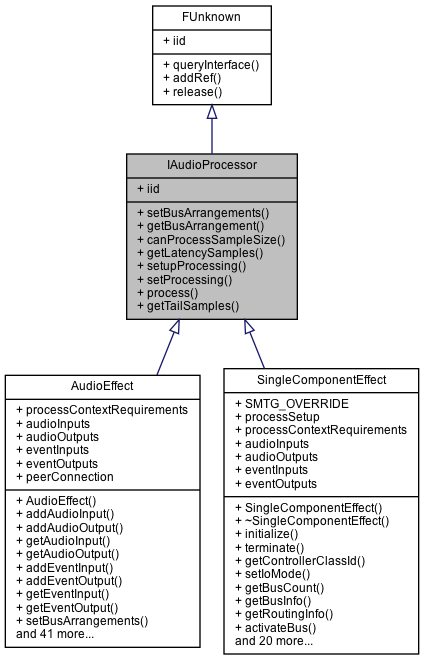 FUnknown
+ iid
+ queryInterface()
+ addRef()
+ release()
IAudioProcessor
+ iid
+ setBusArrangements()
+ getBusArrangement()
+ canProcessSampleSize()
+ getLatencySamples()
+ setupProcessing()
+ setProcessing()
+ process()
+ getTailSamples()
AudioEffect
+ processContextRequirements
+ audioInputs
+ audioOutputs
+ eventInputs
+ eventOutputs
+ peerConnection
+ AudioEffect()
+ addAudioInput()
+ addAudioOutput()
+ getAudioInput()
+ getAudioOutput()
+ addEventInput()
+ addEventOutput()
+ getEventInput()
+ getEventOutput()
+ setBusArrangements()
and 41 more...
SingleComponentEffect
+ SMTG_OVERRIDE
+ processSetup
+ processContextRequirements
+ audioInputs
+ audioOutputs
+ eventInputs
+ eventOutputs
+ SingleComponentEffect()
+ ~SingleComponentEffect()
+ initialize()
+ terminate()
+ getControllerClassId()
+ setIoMode()
+ getBusCount()
+ getBusInfo()
+ getRoutingInfo()
+ activateBus()
and 20 more...